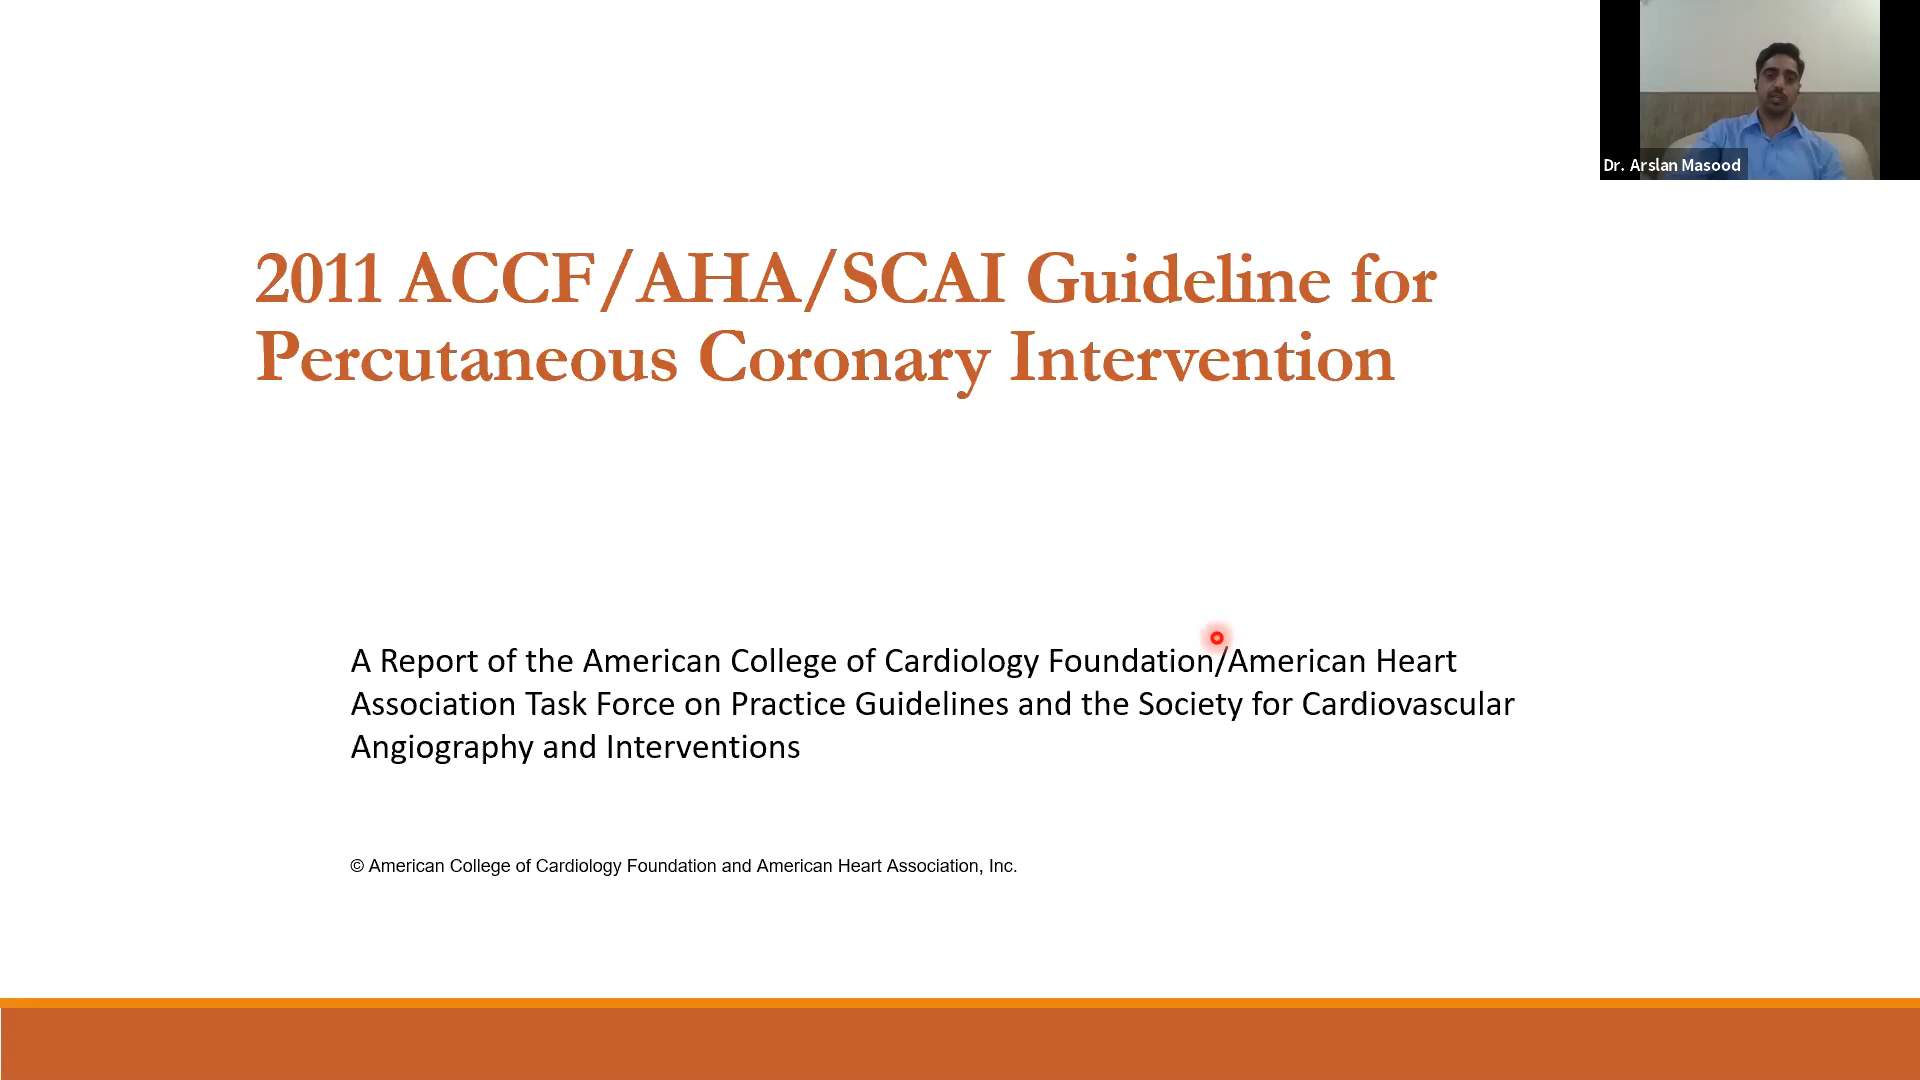 Dr. Arslan Masood
2011 ACCF/AHA/SCAI Guideline for
Percutaneous Coronary Intervention
A Report of the American College of Cardiology Foundation/American Heart
Association Task Force on Practice Guidelines and the Society for Cardiovascular
Angiography and Interventions
© American College of Cardiology Foundation and American Heart Association, Inc.